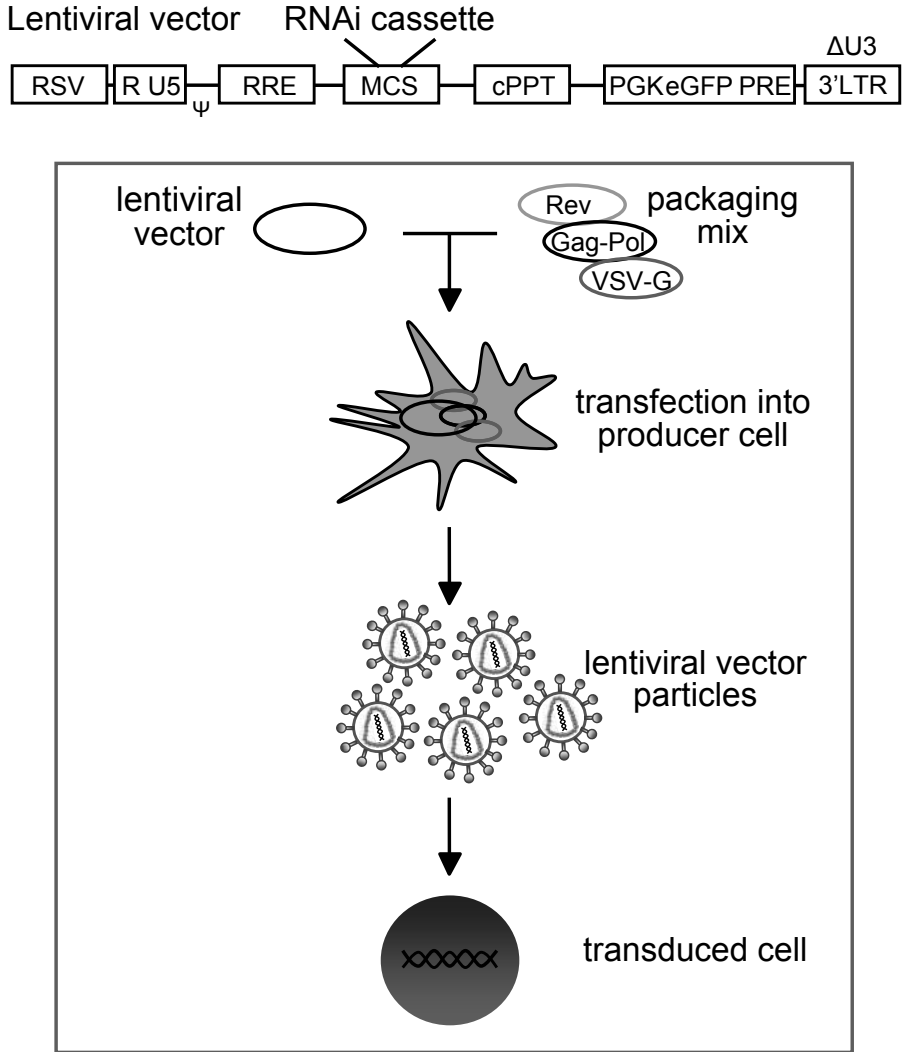 Lentiviral vector
RNAi cassette
ΔU3
RSV
R U5
Ψ
RRE
MCS
cPPT
PGKeGFP PRE
3’LTR
lentiviral
vector
Rev
Gag-Pol
VSV-G
packaging
mix
transfection into
producer cell
lentiviral vector
particles
transduced cell